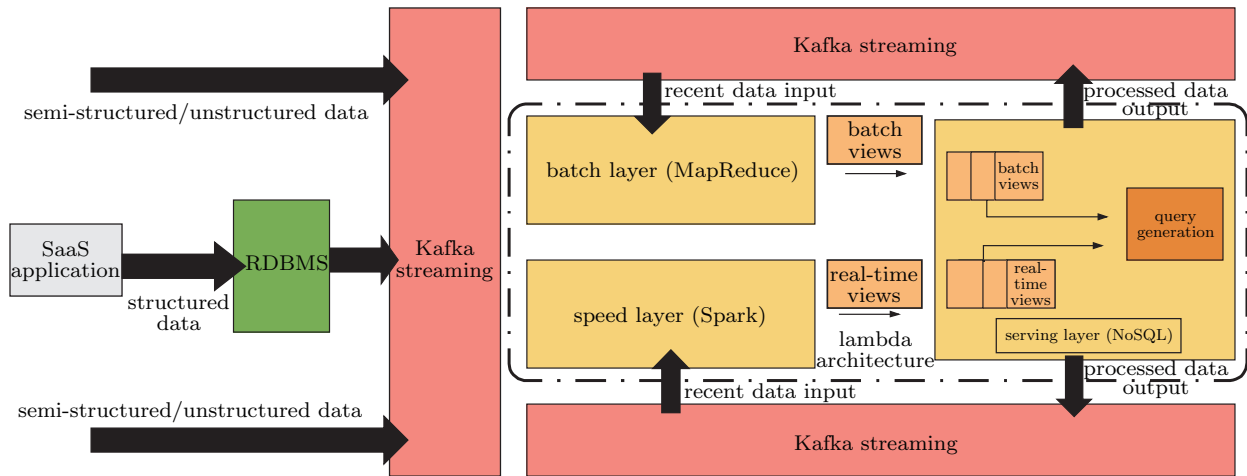 Kafka streaming
semi-structured/unstructured data
recent data input
processed data
output
batch
views
batch layer (MapReduce)
batch
views
query
generation
SaaS
application
RDBMS
structured
data
Kafka
streaming
real-time
views
real-
time
views
speed layer (Spark)
serving layer (NoSQL)
lambda
architecture
processed data
output
recent data input
semi-structured/unstructured data
Kafka streaming